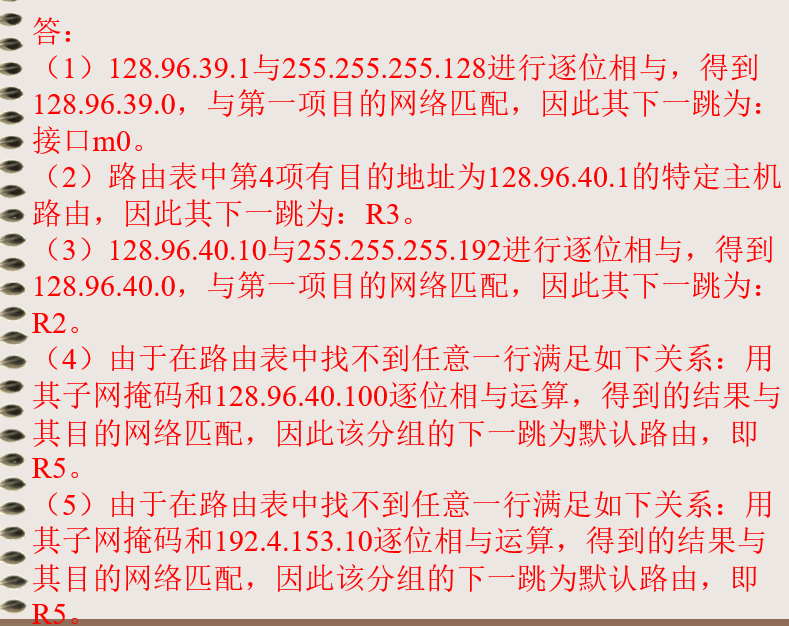 答：
（1）128.96.39.1与255.255.255.128进行逐位相与，得到
128.96.39.0，与第一项目的网络匹配，因此其下一跳为：
接口m0。
（2）路由表中第4项有目的地址为128.96.40.1的特定主机
路由，因此其下一跳为：R3。
（3）128.96.40.10与255.255.255.192进行逐位相与，得到
128.96.40.0，与第一项目的网络匹配，因此其下一跳为：
R2。
（4）由于在路由表中找不到任意一行满足如下关系：用
其子网掩码和128.96.40.100逐位相与运算，得到的结果与
其目的网络匹配，因此该分组的下一跳为默认路由，即
R5。
（5）由于在路由表中找不到任意一行满足如下关系：用
其子网掩码和192.4.153.10逐位相与运算，得到的结果与
其目的网络匹配，因此该分组的下一跳为默认路由，即
R5。